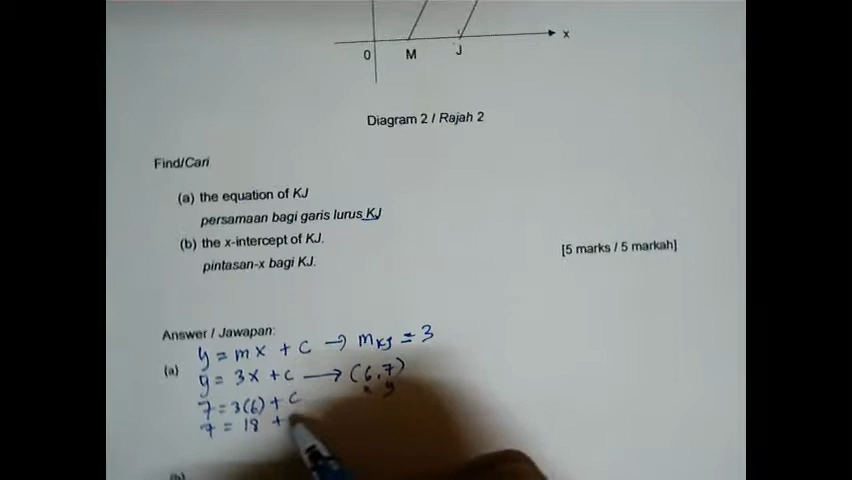 x
0 M J
Diagram 2 / Rajah 2
Find/Cari
(a) the equation of KJ
persamaan bagi garis lurus KJ
(b) the x-intercept of KJ.
pintasan-x bagi KJ.
[5 marks / 5 markah]
Answer / Jawapan:
y = mx + c → mKJ = 3
(a) y = 3x + c → (6,7)
x y
7 = 3(6) + c
7 = 18 +
(b)